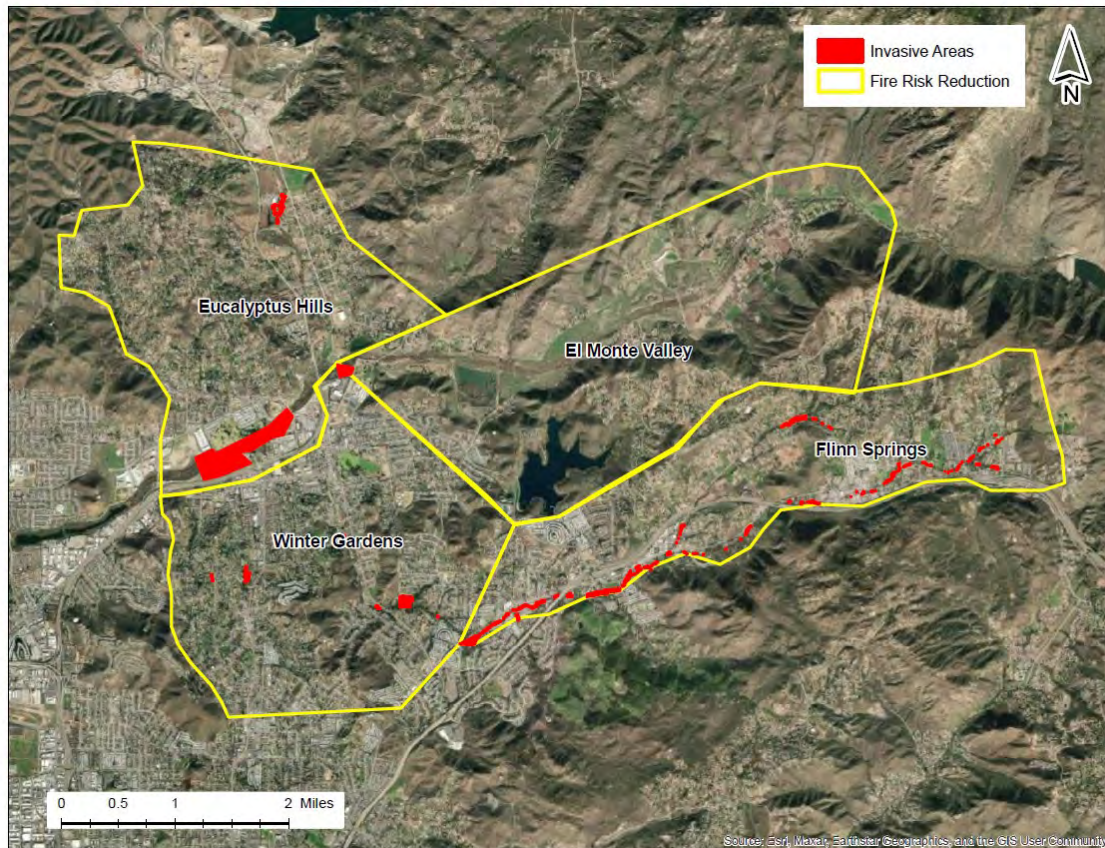 Invasive Areas
Fire Risk Reduction
N
Eucalyptus Hills
El Monte Valley
Flinn Springs
Winter Gardens
0 0.5 1 2 Miles
Source: Esri, Maxar, Earthstar Geographics, and the GIS User Community